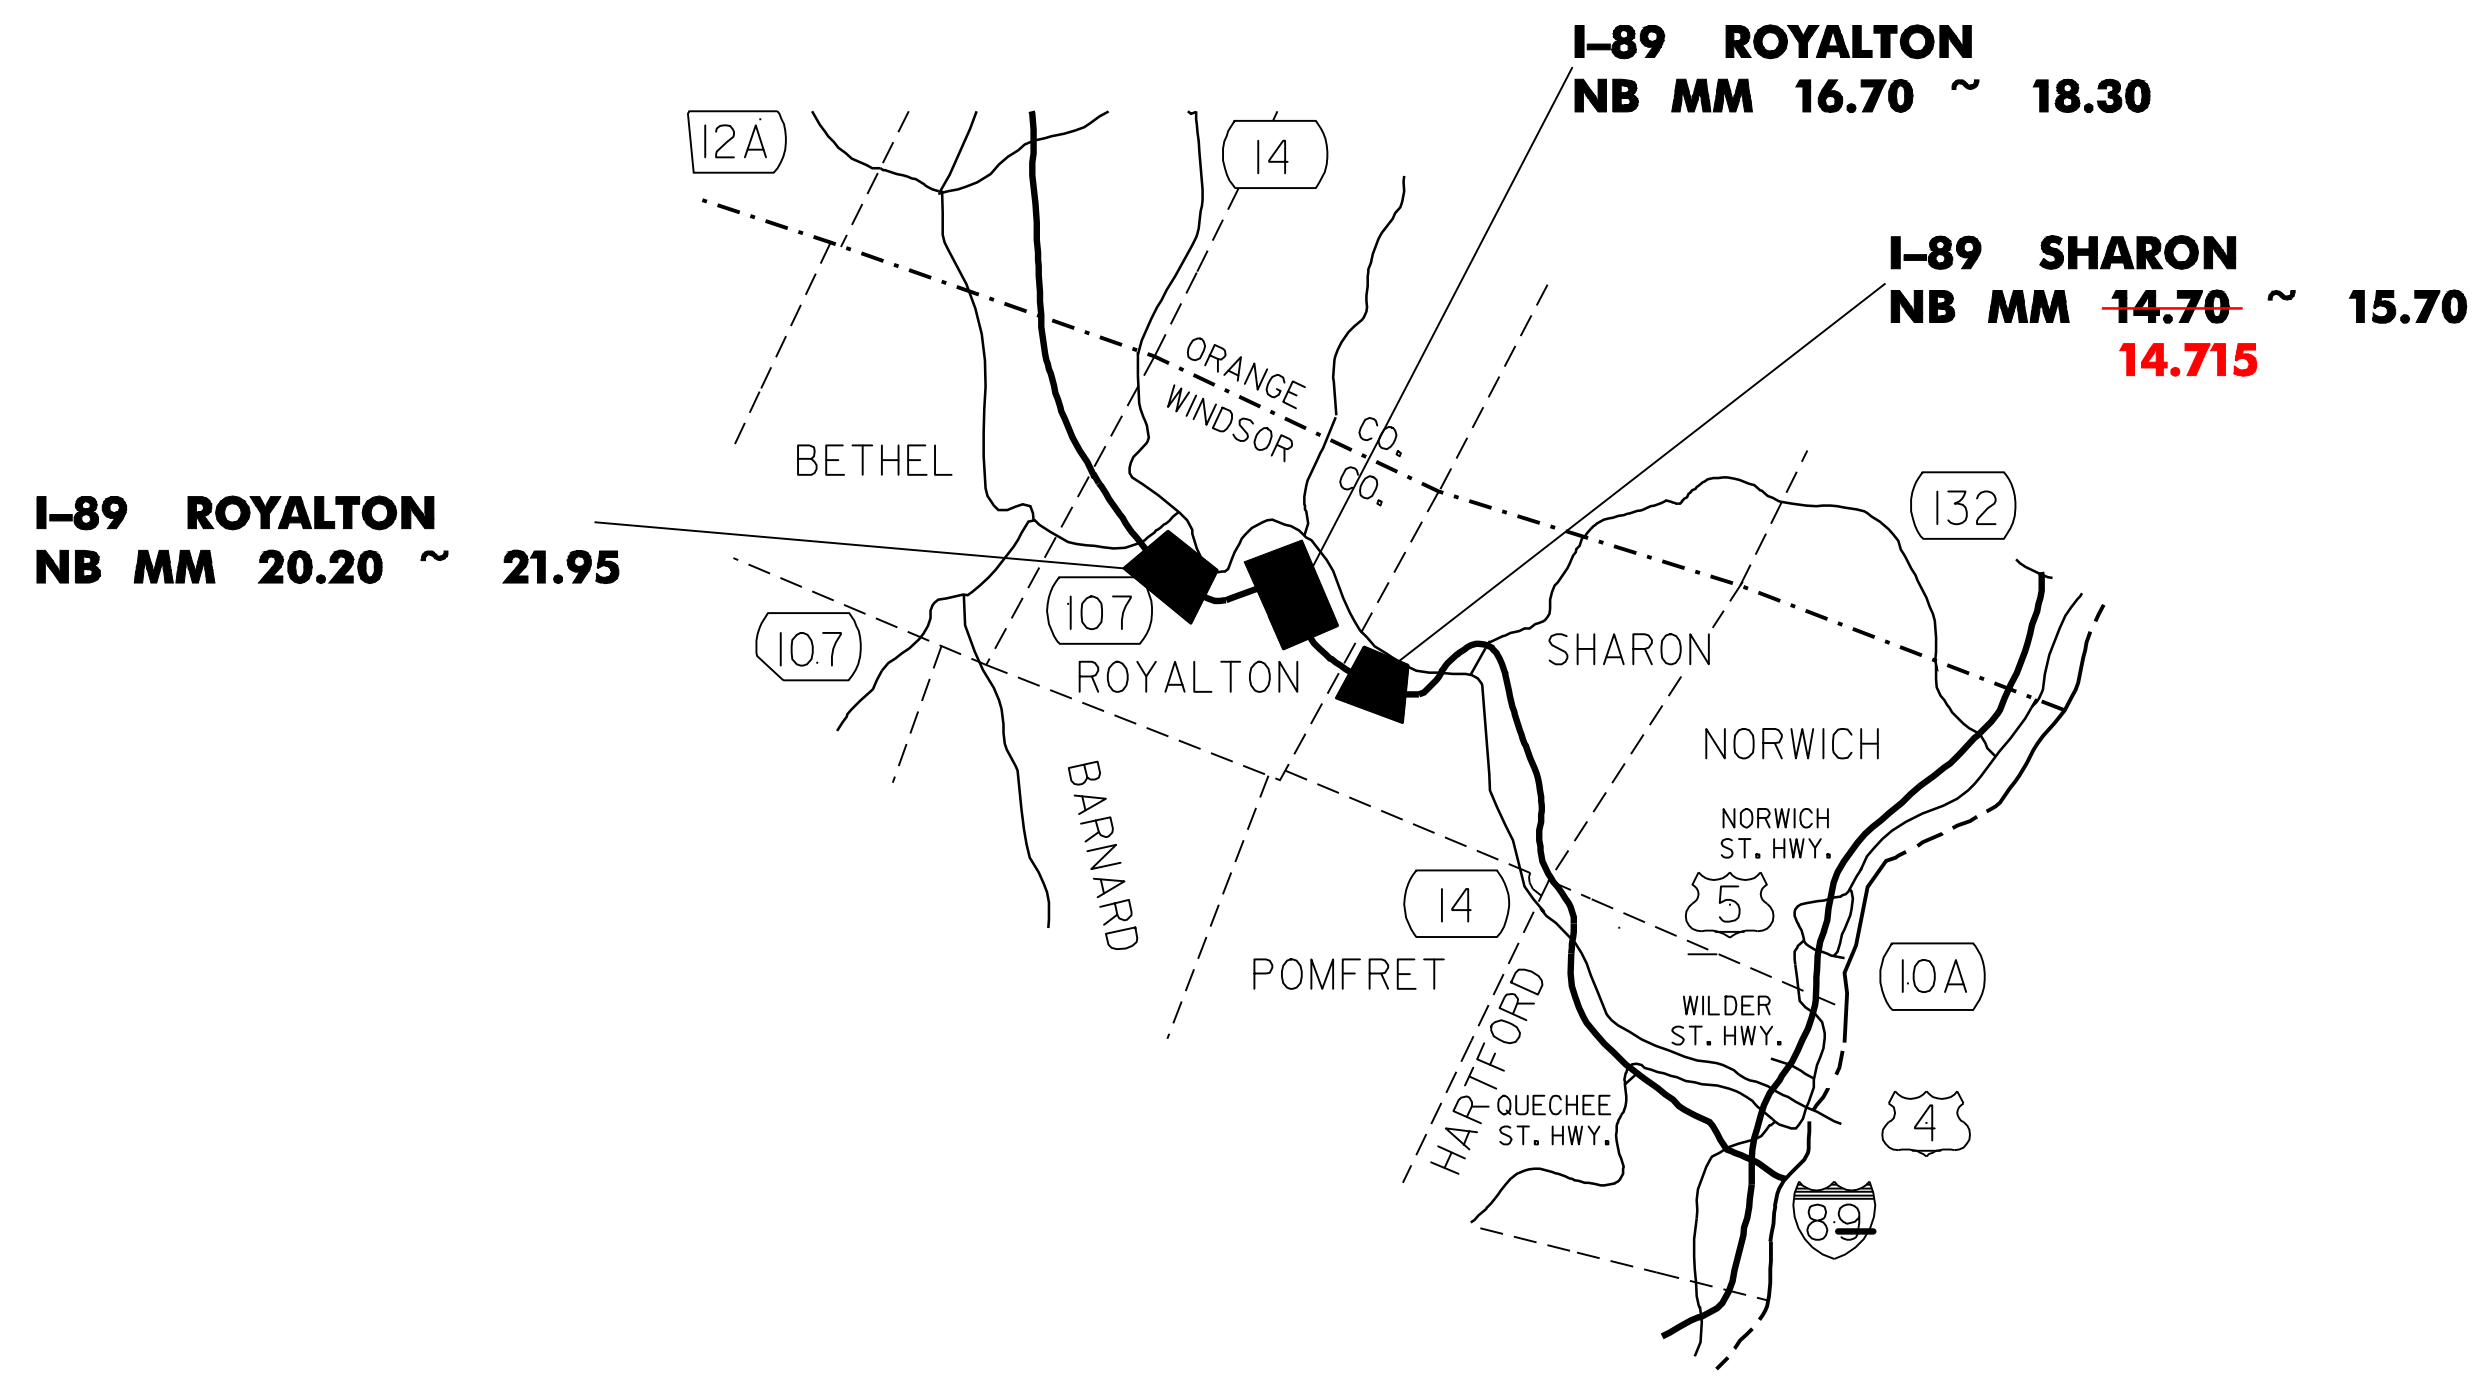 I–89 ROYALTON
NB MM 16.70 ~ 18.30
12A
14
I–89 SHARON
NB MM 14.70 ~ 15.70
14.715
ORANGE CO.
WINDSOR CO.
BETHEL
132
I–89 ROYALTON
NB MM 20.20 ~ 21.95
107
107
ROYALTON
SHARON
NORWICH
BARNARD
NORWICH
ST. HWY.
14
5
POMFRET
10A
HARTFORD
WILDER
ST. HWY.
QUECHEE
ST. HWY.
4
89